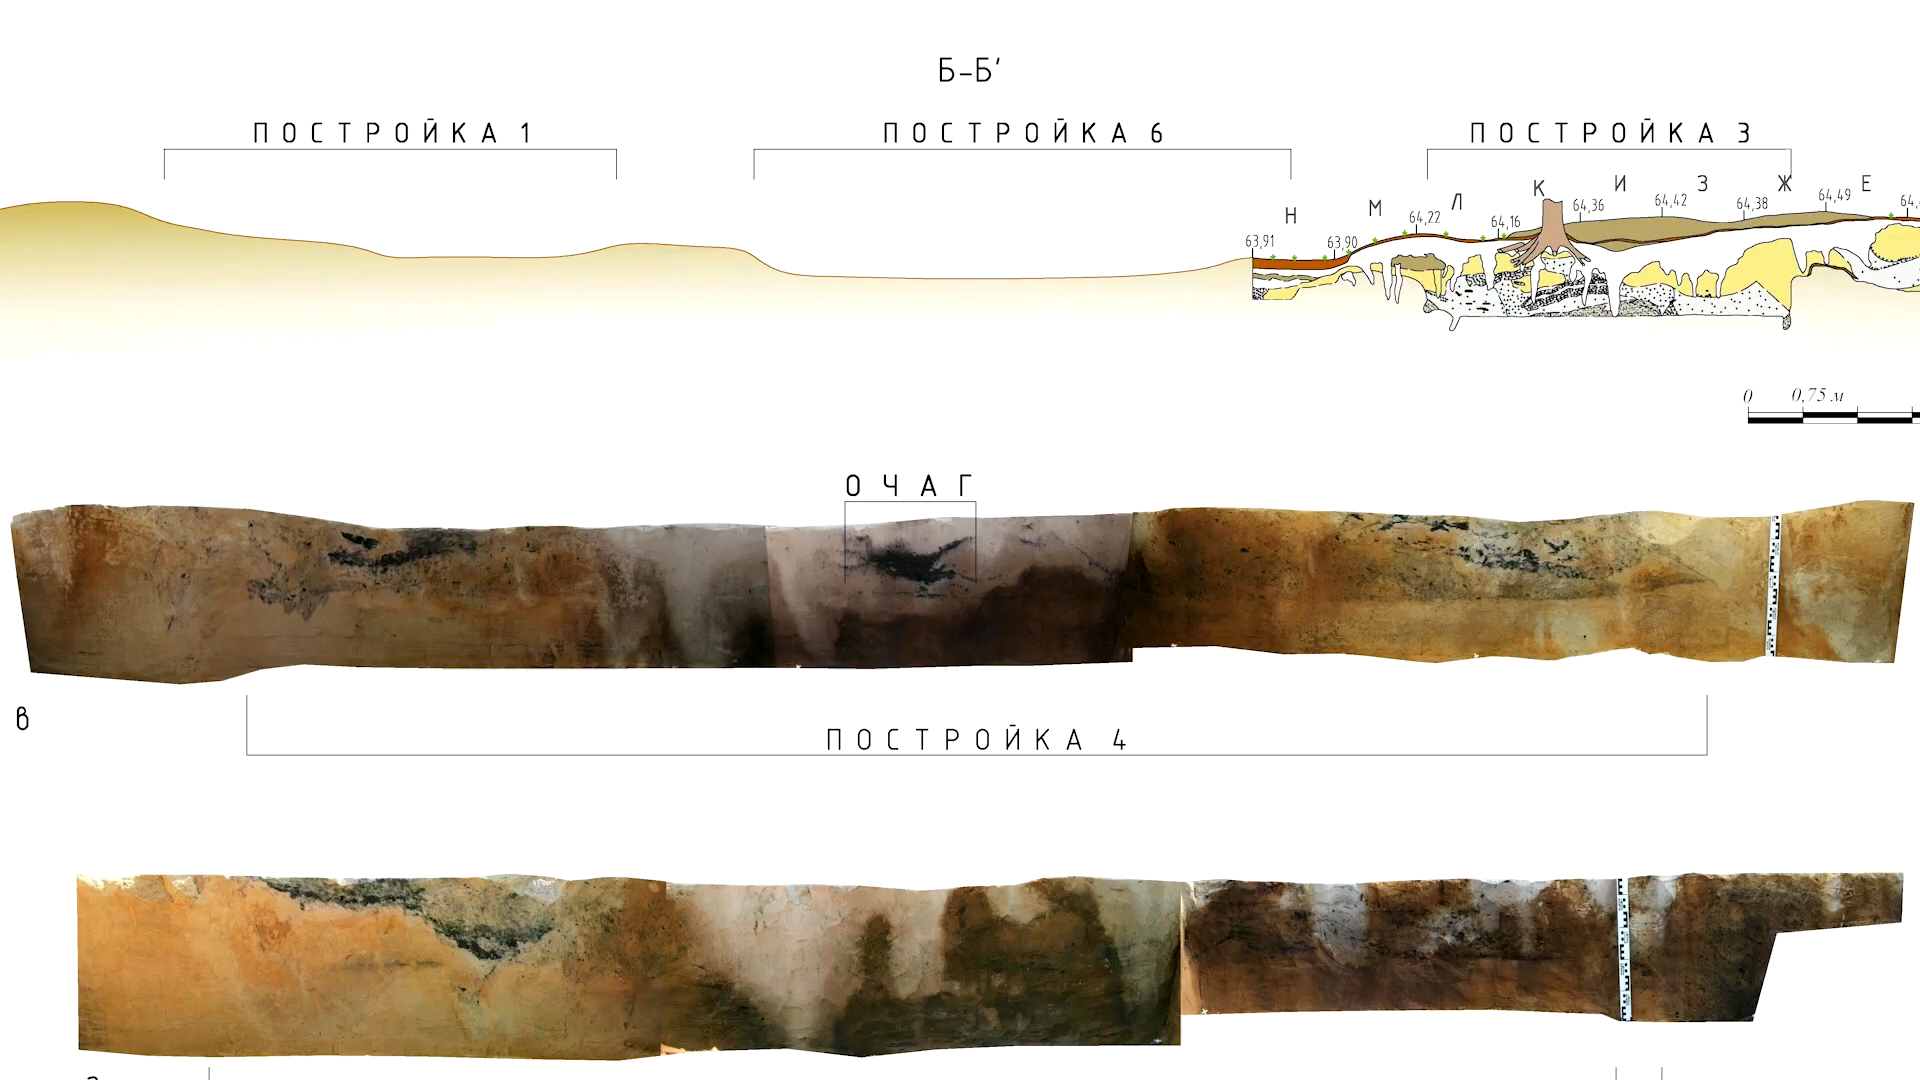 Б-Б'
ПОСТРОЙКА 1
ПОСТРОЙКА 6
ПОСТРОЙКА 3
Н М Л К И З Ж Е
63,91 63,90 64,22 64,16 64,36 64,42 64,38 64,49
0 0,75 м
ОЧАГ
в
ПОСТРОЙКА 4